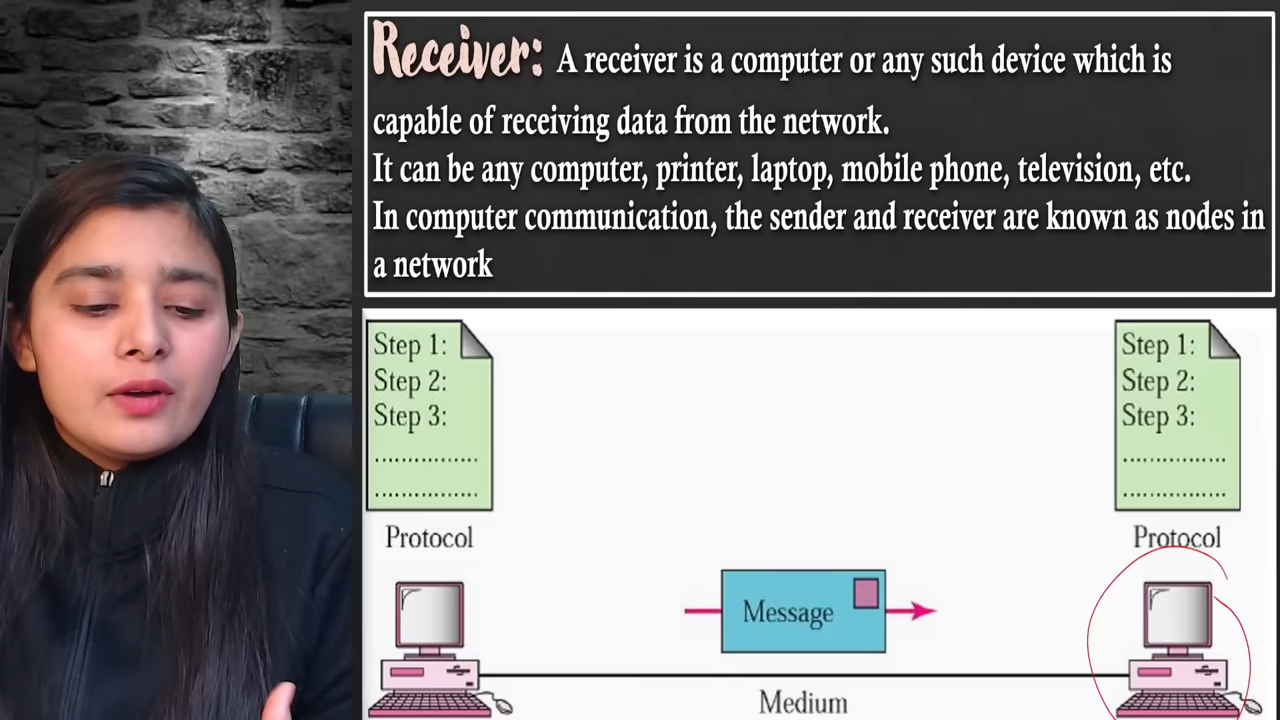 Receiver: A receiver is a computer or any such device which is
capable of receiving data from the network.
It can be any computer, printer, laptop, mobile phone, television, etc.
In computer communication, the sender and receiver are known as nodes in
a network
Step 1:
Step 2:
Step 3:
....................
....................
Protocol
Step 1:
Step 2:
Step 3:
....................
....................
Protocol
Message
Medium